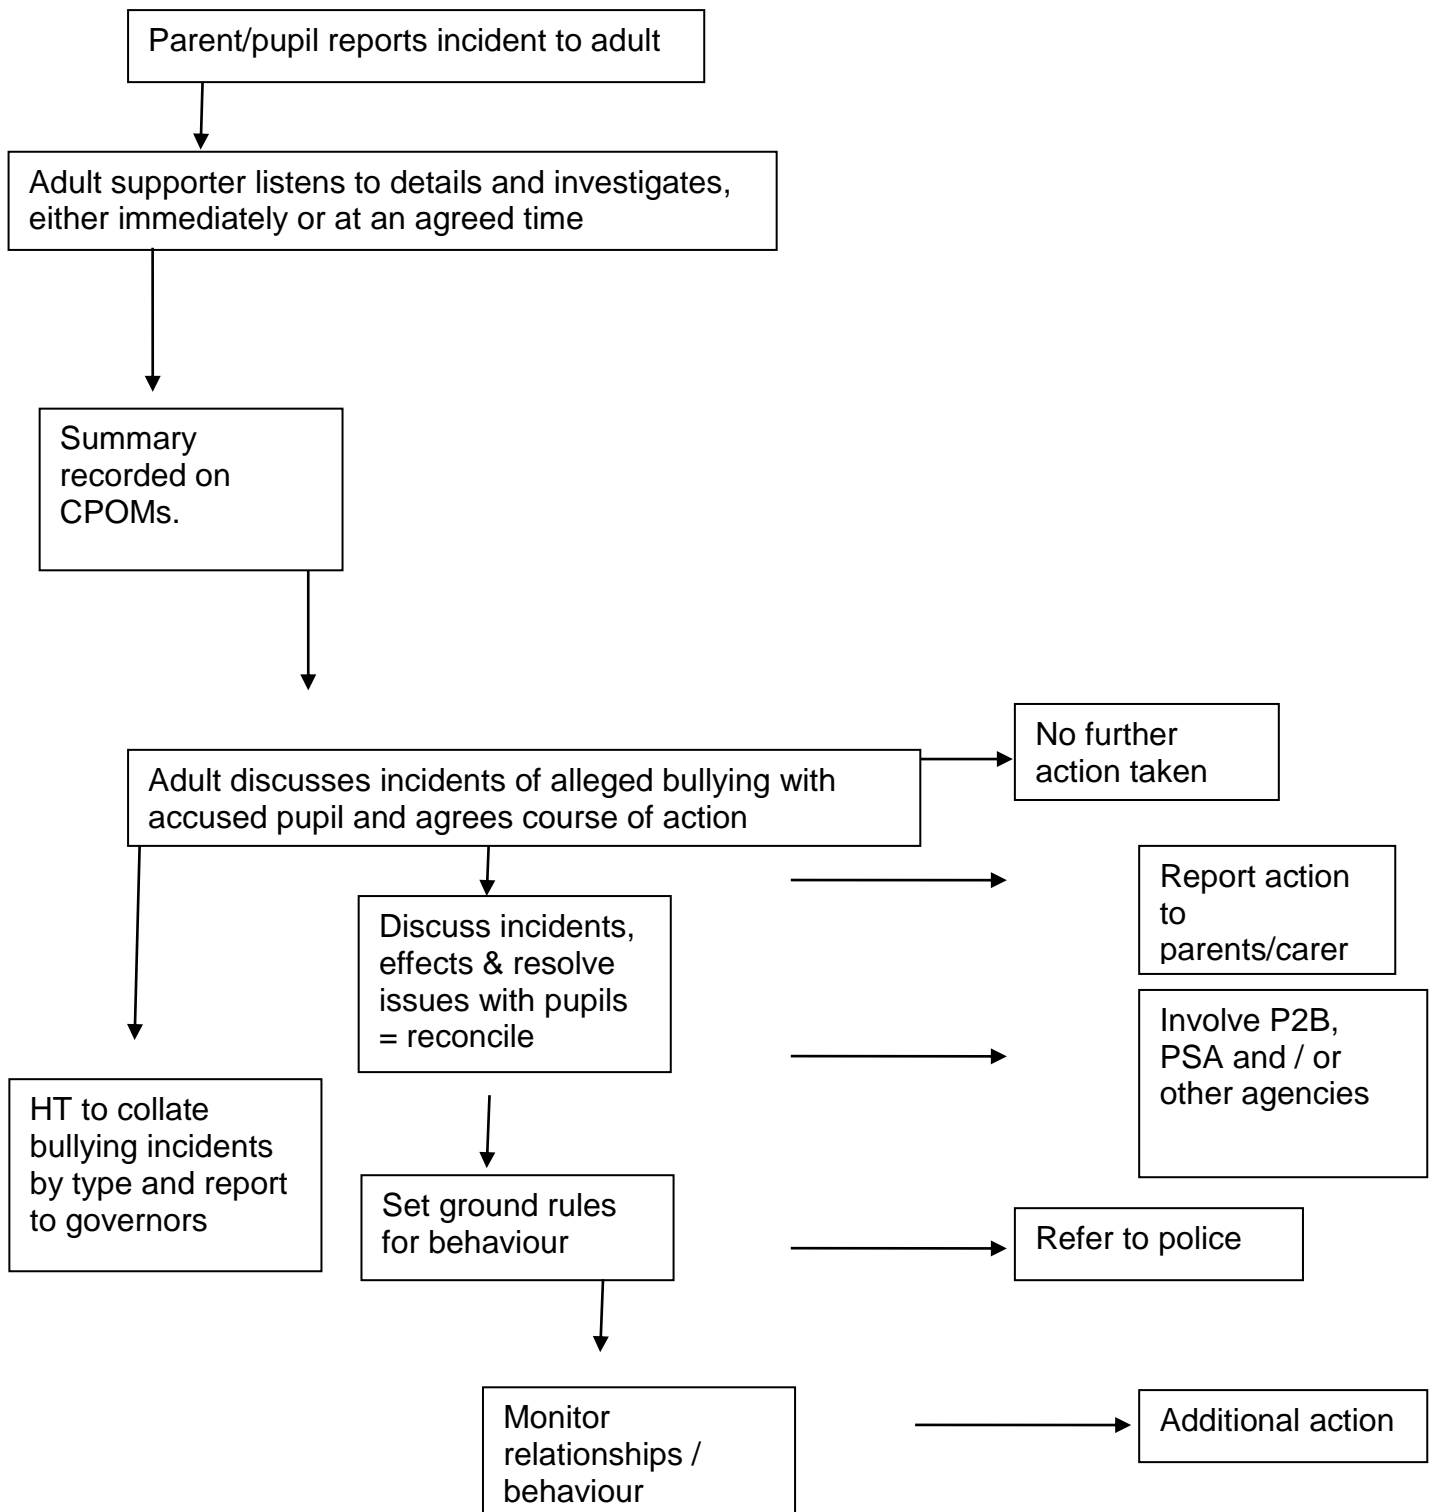 Parent/pupil reports incident to adult
Adult supporter listens to details and investigates,
either immediately or at an agreed time
Summary
recorded on
CPOMs.
No further
action taken
Adult discusses incidents of alleged bullying with
accused pupil and agrees course of action
Report action
to
parents/carer
Discuss incidents,
effects & resolve
issues with pupils
= reconcile
Involve P2B,
PSA and / or
other agencies
HT to collate
bullying incidents
by type and report
to governors
Set ground rules
for behaviour
Refer to police
Monitor
relationships /
behaviour
Additional action